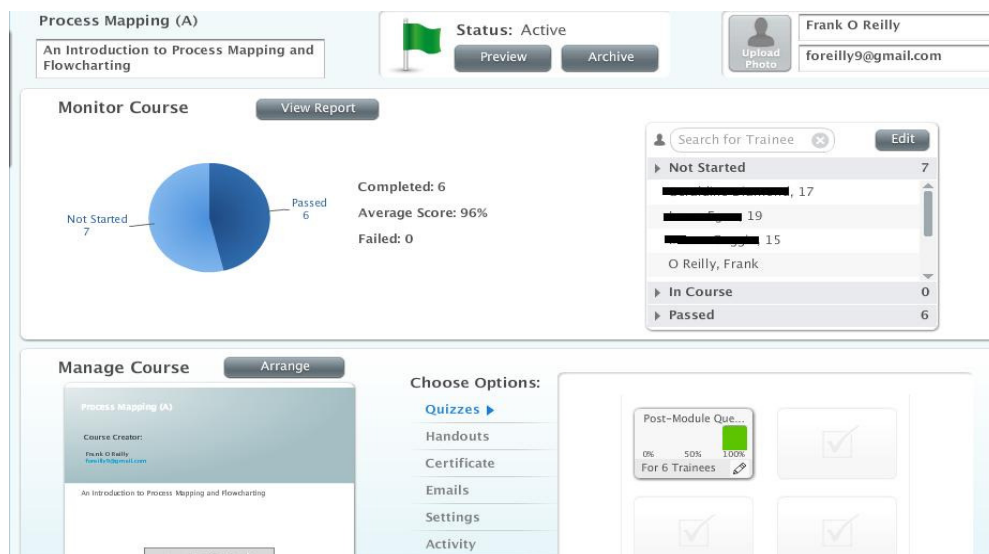 Process Mapping (A)
An Introduction to Process Mapping and
Flowcharting
Status: Active
Preview
Archive
Upload
Photo
Frank O Reilly
foreilly9@gmail.com
Monitor Course
View Report
Not Started
7
Passed
6
Completed: 6
Average Score: 96%
Failed: 0
Search for Trainee
Edit
Not Started 7
, 17
19
15
O Reilly, Frank
In Course 0
Passed 6
Manage Course
Arrange
Process Mapping (A)
Course Creator:
Frank O Reilly
foreilly9@gmail.com
An Introduction to Process Mapping and Flowcharting
Choose Options:
Quizzes
Handouts
Certificate
Emails
Settings
Activity
Post-Module Que...
0% 50% 100%
For 6 Trainees